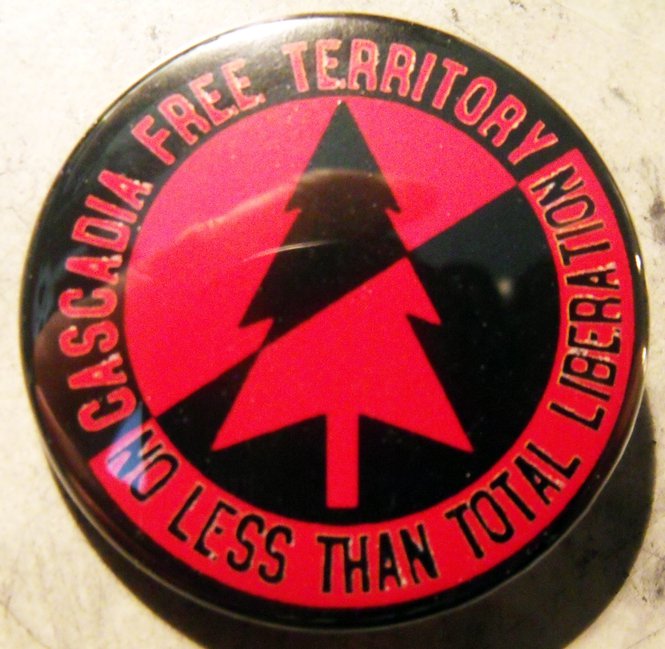 CASCADIA FREE TERRITORY
NO LESS THAN TOTAL LIBERATION